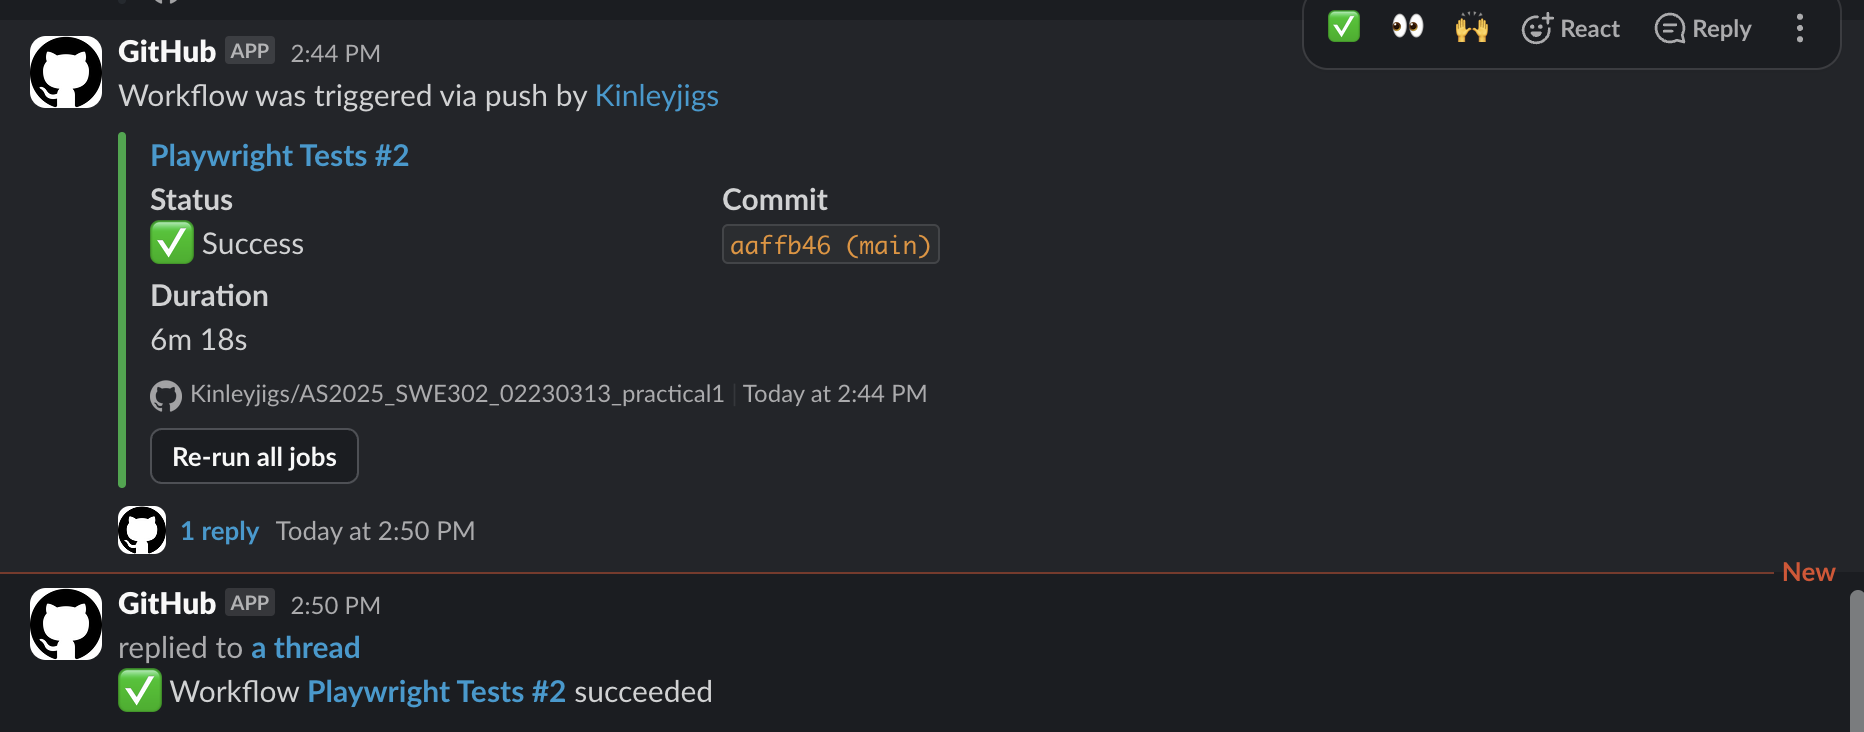 GitHub APP 2:44 PM
React Reply
Workflow was triggered via push by Kinleyjigs
Playwright Tests #2
Status Commit
Success aaffb46 (main)
Duration
6m 18s
Kinleyjigs/AS2025_SWE302_02230313_practical1 Today at 2:44 PM
Re-run all jobs
1 reply Today at 2:50 PM
New
GitHub APP 2:50 PM
replied to a thread
Workflow Playwright Tests #2 succeeded